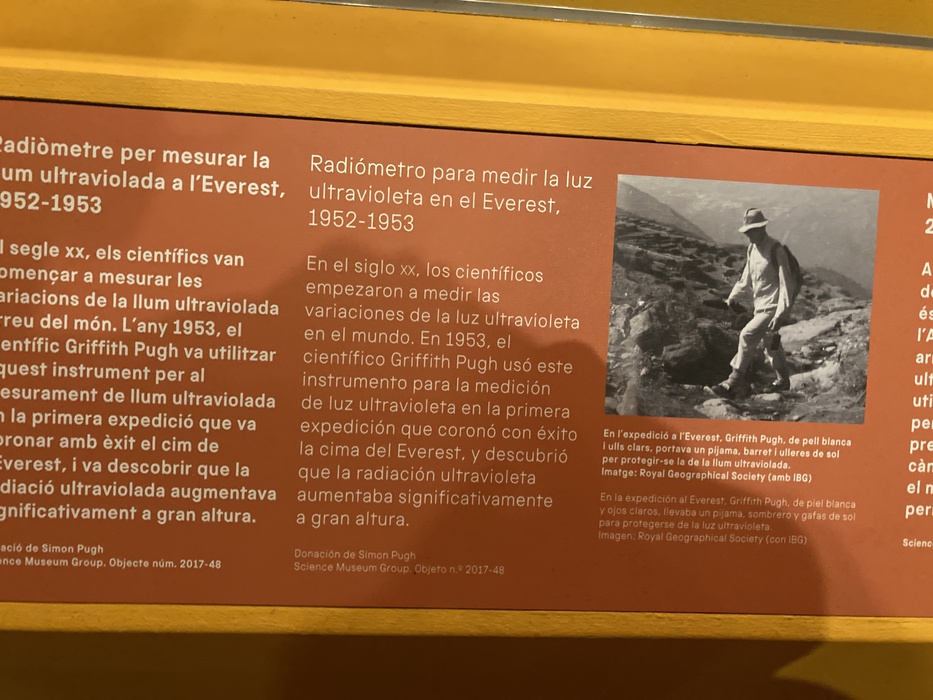 Radiòmetre per mesurar la
llum ultraviolada a l'Everest,
1952-1953
Al segle xx, els científics van
començar a mesurar les
variacions de la llum ultraviolada
arreu del món. L'any 1953, el
científic Griffith Pugh va utilitzar
aquest instrument per al
mesurament de llum ultraviolada
en la primera expedició que va
coronar amb èxit el cim de
l'Everest, i va descobrir que la
radiació ultraviolada augmentava
significativament a gran altura.
Donació de Simon Pugh
Science Museum Group. Objecte núm. 2017-48
Radiómetro para medir la luz
ultravioleta en el Everest,
1952-1953
En el siglo xx, los científicos
empezaron a medir las
variaciones de la luz ultravioleta
en el mundo. En 1953, el
científico Griffith Pugh usó este
instrumento para la medición
de luz ultravioleta en la primera
expedición que coronó con éxito
la cima del Everest, y descubrió
que la radiación ultravioleta
aumentaba significativamente
a gran altura.
Donación de Simon Pugh
Science Museum Group. Objeto n.º 2017-48
En l'expedició a l'Everest, Griffith Pugh, de pell blanca
i ulls clars, portava un pijama, barret i ulleres de sol
per protegir-se la de la llum ultraviolada.
Imatge: Royal Geographical Society (amb IBG)
En la expedición al Everest, Griffith Pugh, de piel blanca
y ojos claros, llevaba un pijama, sombrero y gafas de sol
para protegerse de la luz ultravioleta.
Imagen: Royal Geographical Society (con IBG)